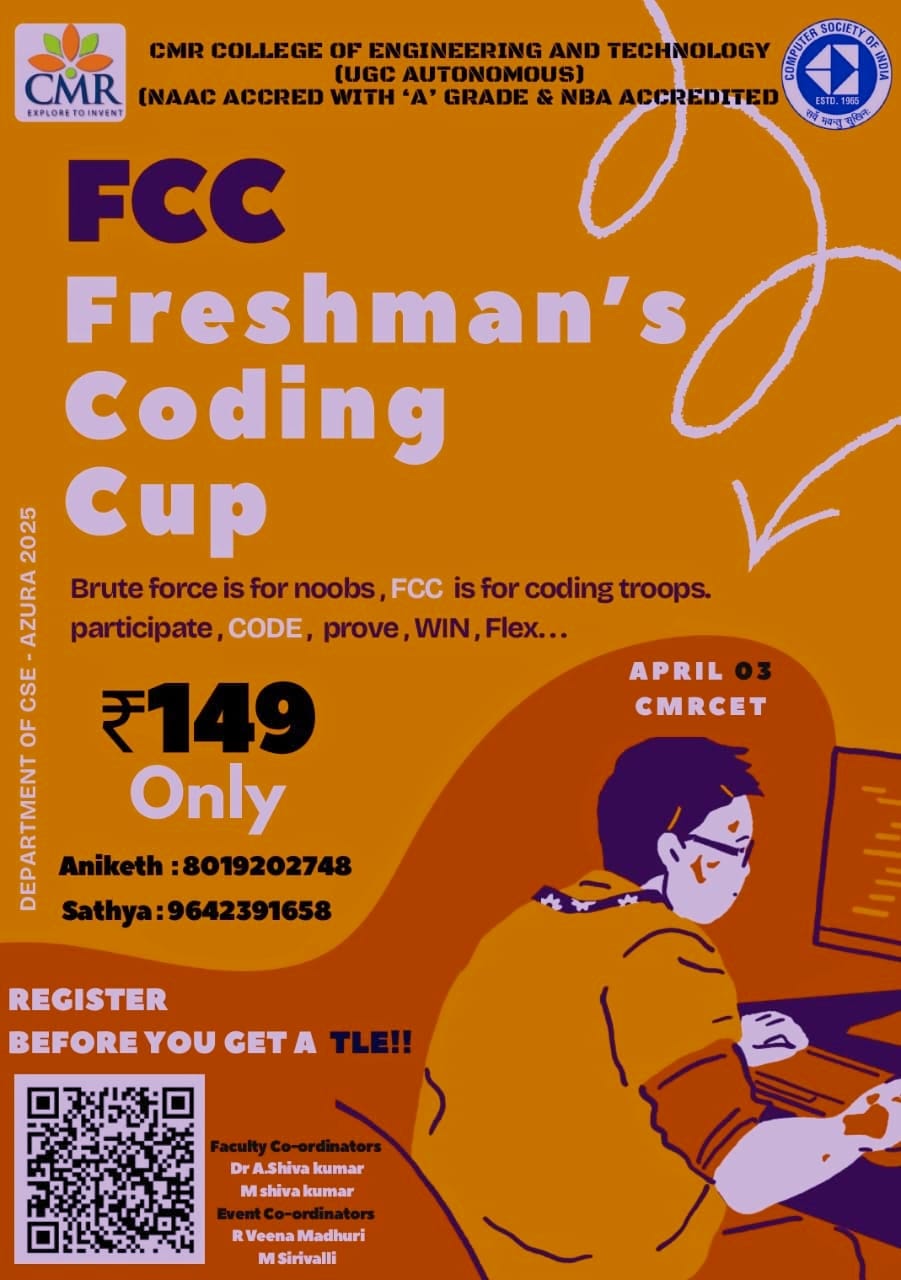 CMR
EXPLORE TO INVENT
CMR COLLEGE OF ENGINEERING AND TECHNOLOGY
(UGC AUTONOMOUS)
(NAAC ACCRED WITH ‘A’ GRADE & NBA ACCREDITED
COMPUTER SOCIETY OF INDIA
ESTD. 1965
सर्वे भवन्तु सुखिनः
FCC
Freshman’s
Coding
Cup
DEPARTMENT OF CSE - AZURA 2025
Brute force is for noobs , FCC is for coding troops.
participate , CODE , prove , WIN , Flex...
APRIL 03
CMRCET
₹149
Only
Aniketh : 8019202748
Sathya : 9642391658
REGISTER
BEFORE YOU GET A TLE!!
Faculty Co-ordinators
Dr A.Shiva kumar
M shiva kumar
Event Co-ordinators
R Veena Madhuri
M Sirivalli